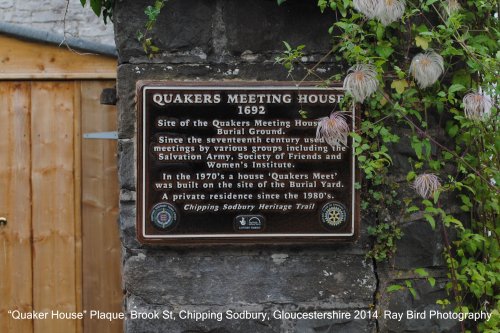 QUAKERS MEETING HOUSE
1692
Site of the Quakers Meeting House
Burial Ground.
Since the seventeenth century used
meetings by various groups including the
Salvation Army, Society of Friends and
Women's Institute.
In the 1970's a house 'Quakers Meet'
was built on the site of the Burial Yard.
A private residence since the 1980's.
Chipping Sodbury Heritage Trail
"Quaker House" Plaque, Brook St, Chipping Sodbury, Gloucestershire 2014 Ray Bird Photography